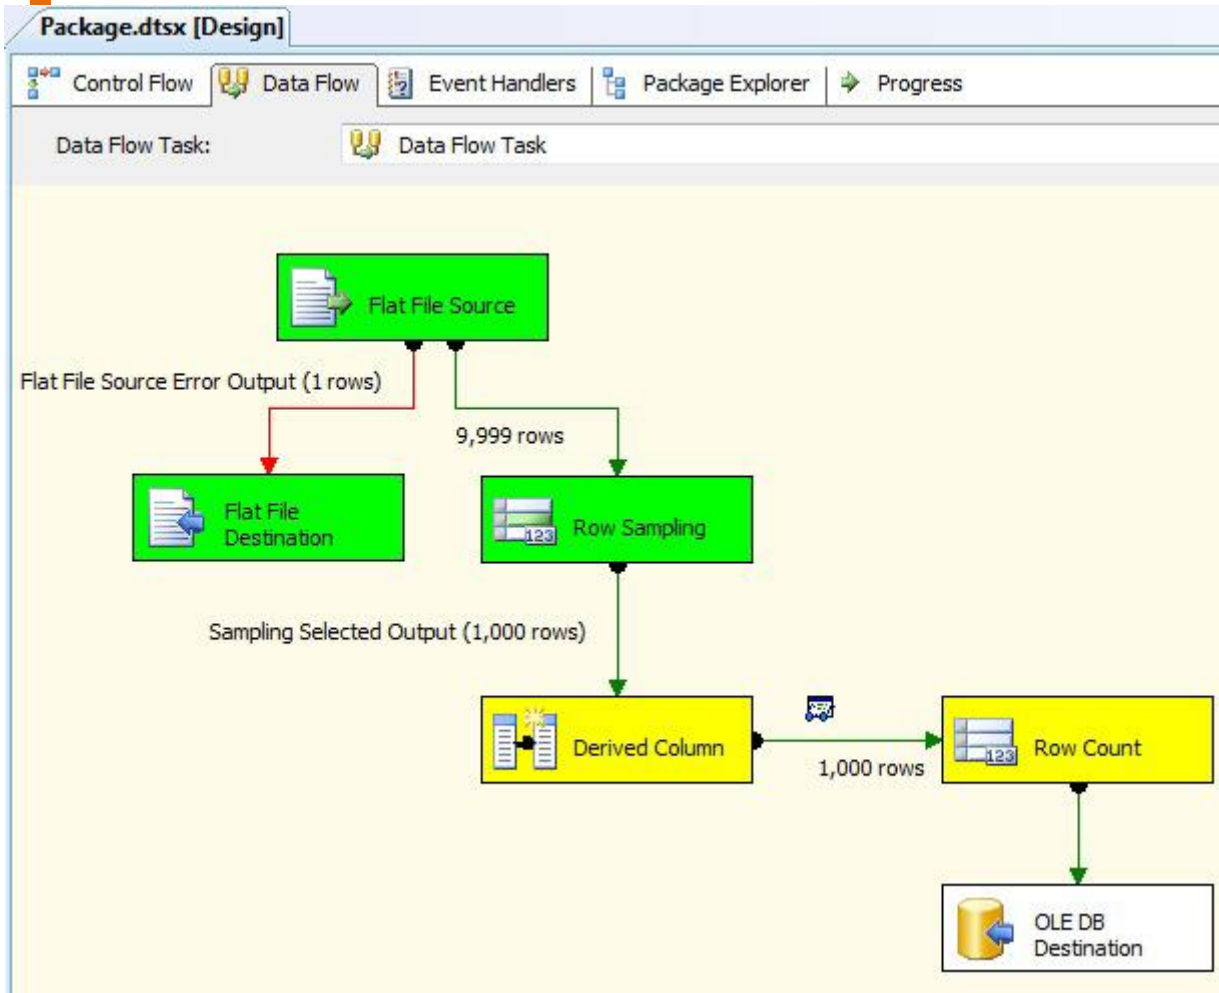 Package.dtsx [Design]
Control Flow
Data Flow
Event Handlers
Package Explorer
Progress
Data Flow Task:
Data Flow Task
Flat File Source
Flat File Source Error Output (1 rows)
9,999 rows
Flat File
Destination
123
Row Sampling
Sampling Selected Output (1,000 rows)
Derived Column
1,000 rows
123
Row Count
OLE DB
Destination